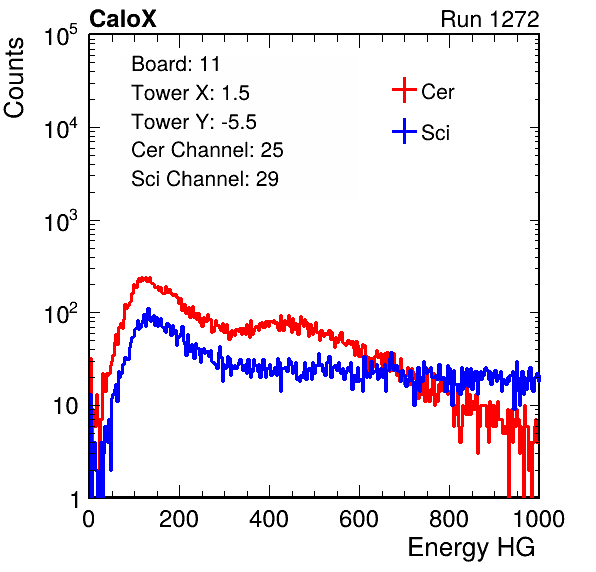 CaloX Run 1272
Counts
Board: 11
Tower X: 1.5
Tower Y: -5.5
Cer Channel: 25
Sci Channel: 29
Cer
Sci
10^5
10^4
10^3
10^2
10
1
0 200 400 600 800 1000
Energy HG